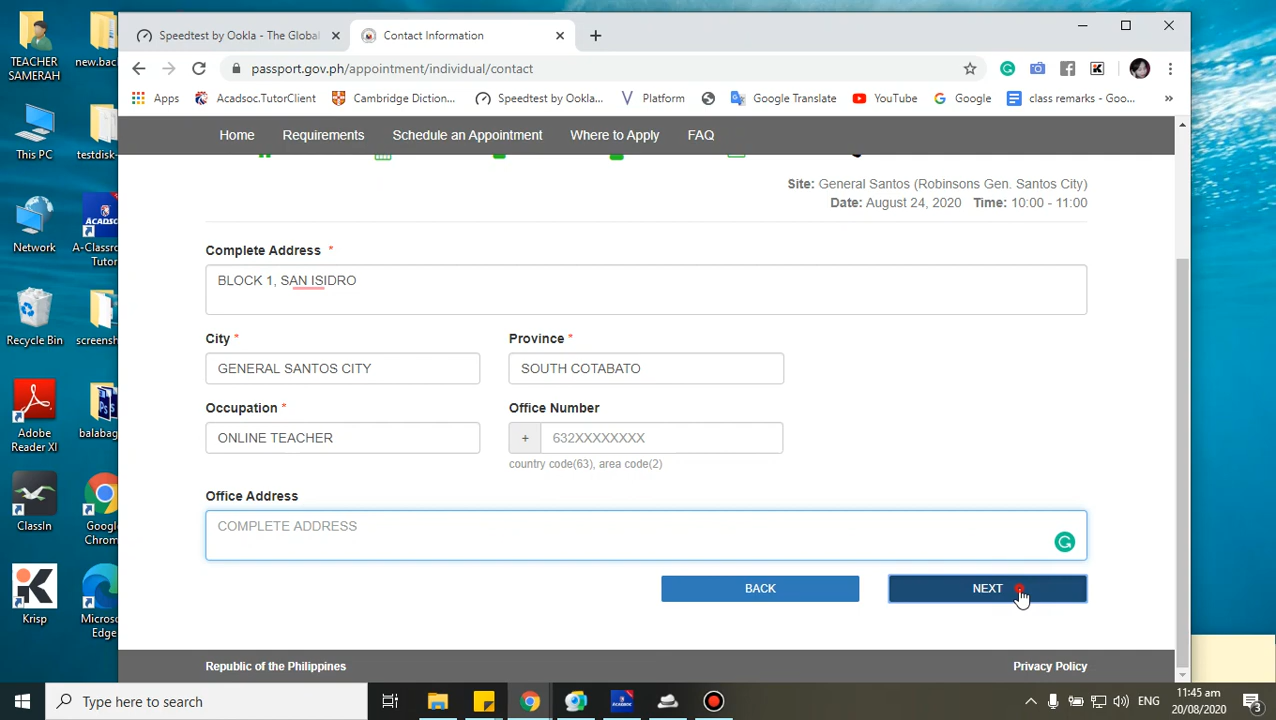 TEACHER SAMERAH
new.bac
This PC
testdisk-
Network
A-Classro
Tutor
Recycle Bin
screensh
Adobe
Reader XI
balabag
ClassIn
Google
Chrom
Krisp
Microso
Edge
Speedtest by Ookla - The Global
Contact Information
passport.gov.ph/appointment/individual/contact
Apps
Acadsoc.TutorClient
Cambridge Diction...
Speedtest by Ookla...
Platform
Google Translate
YouTube
Google
class remarks - Goo...
Home
Requirements
Schedule an Appointment
Where to Apply
FAQ
Site: General Santos (Robinsons Gen. Santos City)
Date: August 24, 2020 Time: 10:00 - 11:00
Complete Address *
BLOCK 1, SAN ISIDRO
City *
Province *
GENERAL SANTOS CITY
SOUTH COTABATO
Occupation *
Office Number
ONLINE TEACHER
+ 632XXXXXXXX
country code(63), area code(2)
Office Address
COMPLETE ADDRESS
BACK
NEXT
Republic of the Philippines
Privacy Policy
Type here to search
ENG
11:45 am
20/08/2020
3